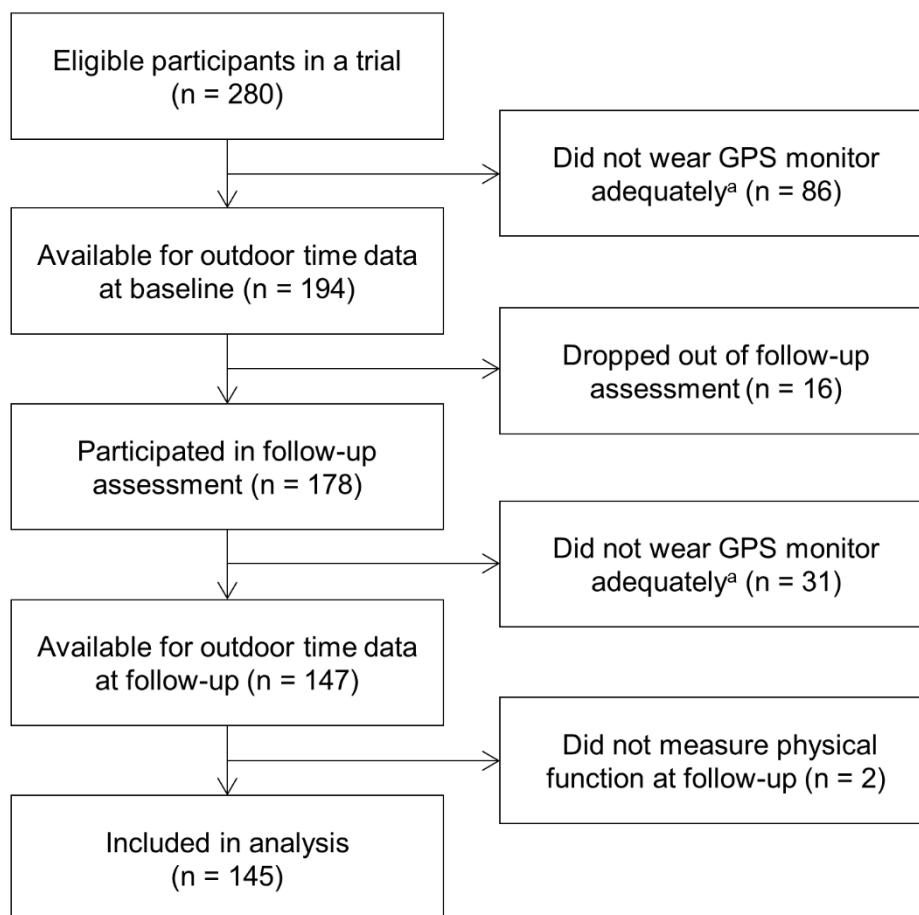 Eligible participants in a trial
(n = 280)
Did not wear GPS monitor
adequatelyᵃ (n = 86)
Available for outdoor time data
at baseline (n = 194)
Dropped out of follow-up
assessment (n = 16)
Participated in follow-up
assessment (n = 178)
Did not wear GPS monitor
adequatelyᵃ (n = 31)
Available for outdoor time data
at follow-up (n = 147)
Did not measure physical
function at follow-up (n = 2)
Included in analysis
(n = 145)